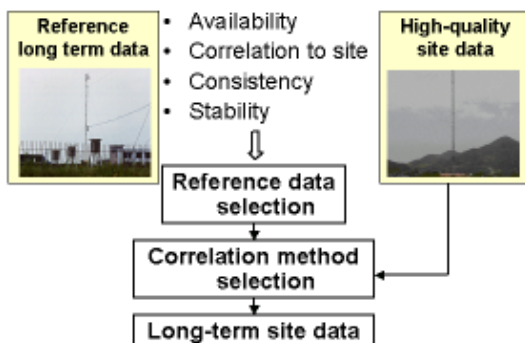 Reference
long term data
• Availability
• Correlation to site
• Consistency
• Stability
High-quality
site data
Reference data
selection
Correlation method
selection
Long-term site data